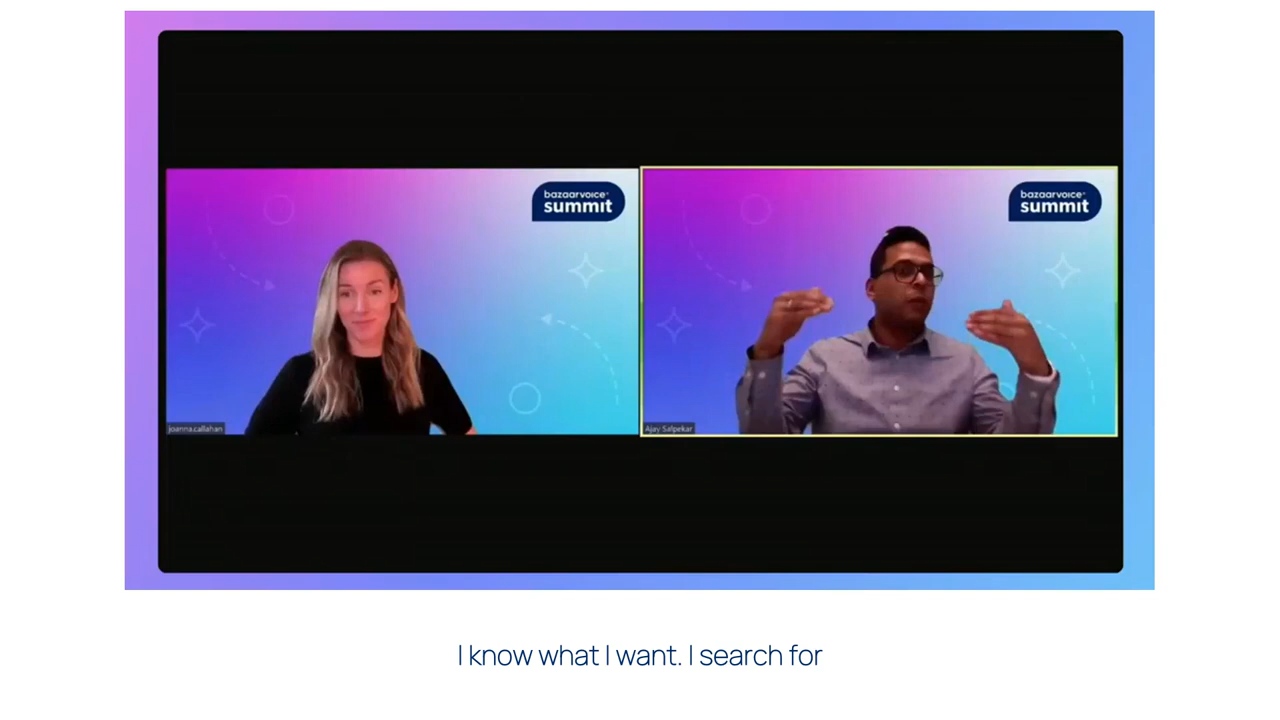 bazaarvoice
summit
bazaarvoice
summit
joanna.callahan
Ajay Salpekar
I know what I want. I search for